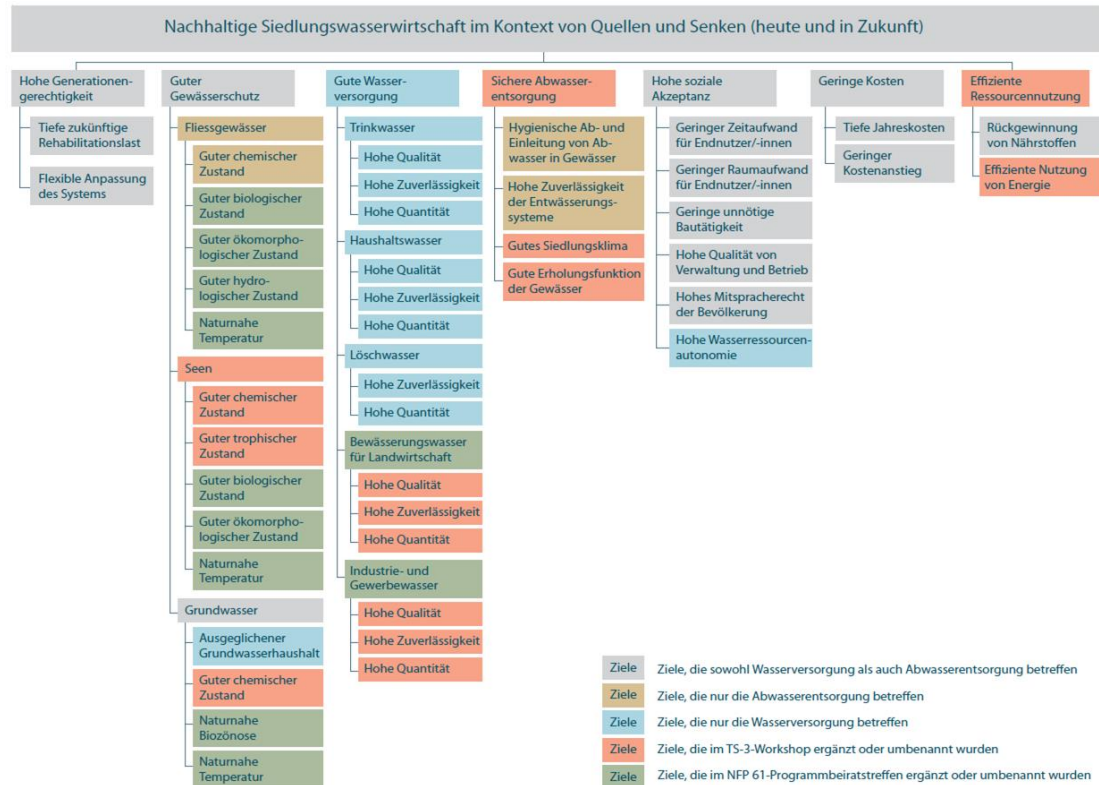 Nachhaltige Siedlungswasserwirtschaft im Kontext von Quellen und Senken (heute und in Zukunft)
Hohe Generationen-
gerechtigkeit
Tiefe zukünftige
Rehabilitationslast
Flexible Anpassung
des Systems
Guter
Gewässerschutz
Fliessgewässer
Guter chemischer
Zustand
Guter biologischer
Zustand
Guter ökomorpho-
logischer Zustand
Guter hydro-
logischer Zustand
Naturnahe
Temperatur
Seen
Guter chemischer
Zustand
Guter trophischer
Zustand
Guter biologischer
Zustand
Guter ökomorpho-
logischer Zustand
Naturnahe
Temperatur
Grundwasser
Ausgeglichener
Grundwasserhaushalt
Guter chemischer
Zustand
Naturnahe
Biozönose
Naturnahe
Temperatur
Gute Wasser-
versorgung
Trinkwasser
Hohe Qualität
Hohe Zuverlässigkeit
Hohe Quantität
Haushaltswasser
Hohe Qualität
Hohe Zuverlässigkeit
Hohe Quantität
Löschwasser
Hohe Zuverlässigkeit
Hohe Quantität
Bewässerungswasser
für Landwirtschaft
Hohe Qualität
Hohe Zuverlässigkeit
Hohe Quantität
Industrie- und
Gewerbewasser
Hohe Qualität
Hohe Zuverlässigkeit
Hohe Quantität
Sichere Abwasser-
entsorgung
Hygienische Ab- und
Einleitung von Ab-
wasser in Gewässer
Hohe Zuverlässigkeit
der Entwässerungs-
systeme
Gutes Siedlungsklima
Gute Erholungsfunktion
der Gewässer
Hohe soziale
Akzeptanz
Geringer Zeitaufwand
für Endnutzer/-innen
Geringer Raumaufwand
für Endnutzer/-innen
Geringe unnötige
Bautätigkeit
Hohe Qualität von
Verwaltung und Betrieb
Hohes Mitspracherecht
der Bevölkerung
Hohe Wasserressourcen-
autonomie
Geringe Kosten
Tiefe Jahreskosten
Geringer
Kostenanstieg
Effiziente
Ressourcennutzung
Rückgewinnung
von Nährstoffen
Effiziente Nutzung
von Energie
Ziele Ziele, die sowohl Wasserversorgung als auch Abwasserentsorgung betreffen
Ziele Ziele, die nur die Abwasserentsorgung betreffen
Ziele Ziele, die nur die Wasserversorgung betreffen
Ziele Ziele, die im TS-3-Workshop ergänzt oder umbenannt wurden
Ziele Ziele, die im NFP 61-Programmbeiratstreffen ergänzt oder umbenannt wurden